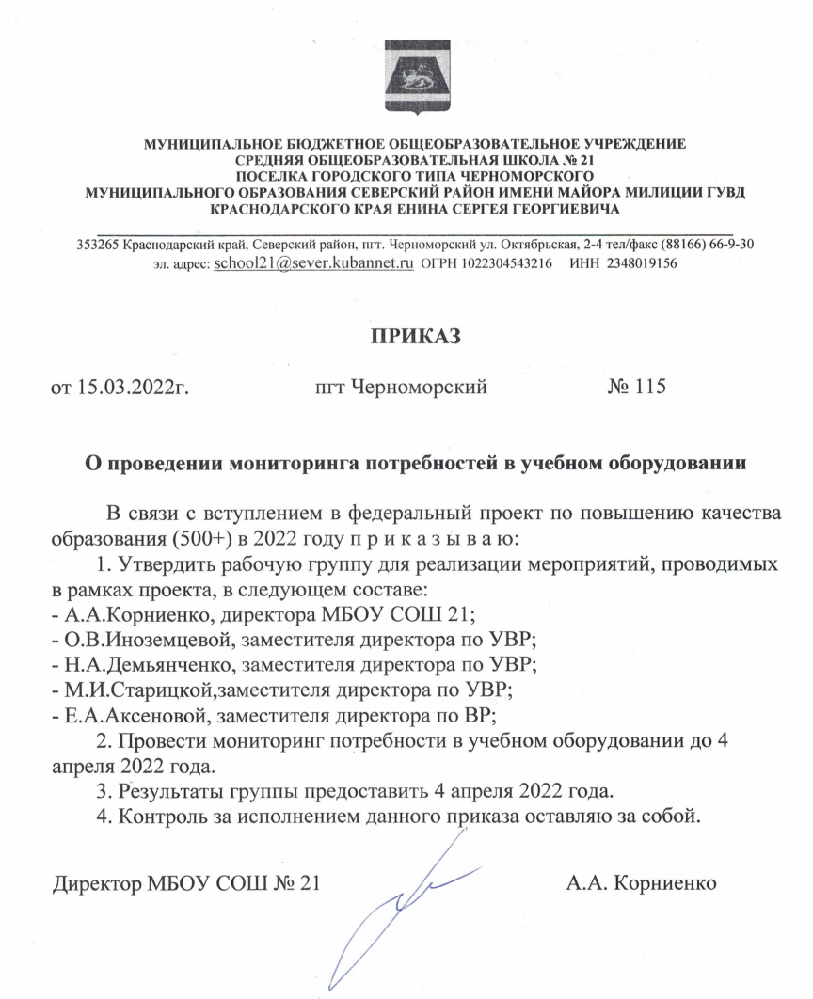 МУНИЦИПАЛЬНОЕ БЮДЖЕТНОЕ ОБЩЕОБРАЗОВАТЕЛЬНОЕ УЧРЕЖДЕНИЕ
СРЕДНЯЯ ОБЩЕОБРАЗОВАТЕЛЬНАЯ ШКОЛА № 21
ПОСЕЛКА ГОРОДСКОГО ТИПА ЧЕРНОМОРСКОГО
МУНИЦИПАЛЬНОГО ОБРАЗОВАНИЯ СЕВЕРСКИЙ РАЙОН ИМЕНИ МАЙОРА МИЛИЦИИ ГУВД
КРАСНОДАРСКОГО КРАЯ ЕНИНА СЕРГЕЯ ГЕОРГИЕВИЧА
353265 Краснодарский край, Северский район, пгт. Черноморский ул. Октябрьская, 2-4 тел/факс (88166) 66-9-30
эл. адрес: school21@sever.kubannet.ru ОГРН 1022304543216 ИНН 2348019156
ПРИКАЗ
от 15.03.2022г. пгт Черноморский № 115
О проведении мониторинга потребностей в учебном оборудовании
В связи с вступлением в федеральный проект по повышению качества
образования (500+) в 2022 году п р и к а з ы в а ю:
1. Утвердить рабочую группу для реализации мероприятий, проводимых
в рамках проекта, в следующем составе:
- А.А.Корниенко, директора МБОУ СОШ 21;
- О.В.Иноземцевой, заместителя директора по УВР;
- Н.А.Демьянченко, заместителя директора по УВР;
- М.И.Старицкой,заместителя директора по УВР;
- Е.А.Аксеновой, заместителя директора по ВР;
2. Провести мониторинг потребности в учебном оборудовании до 4
апреля 2022 года.
3. Результаты группы предоставить 4 апреля 2022 года.
4. Контроль за исполнением данного приказа оставляю за собой.
Директор МБОУ СОШ № 21 А.А. Корниенко